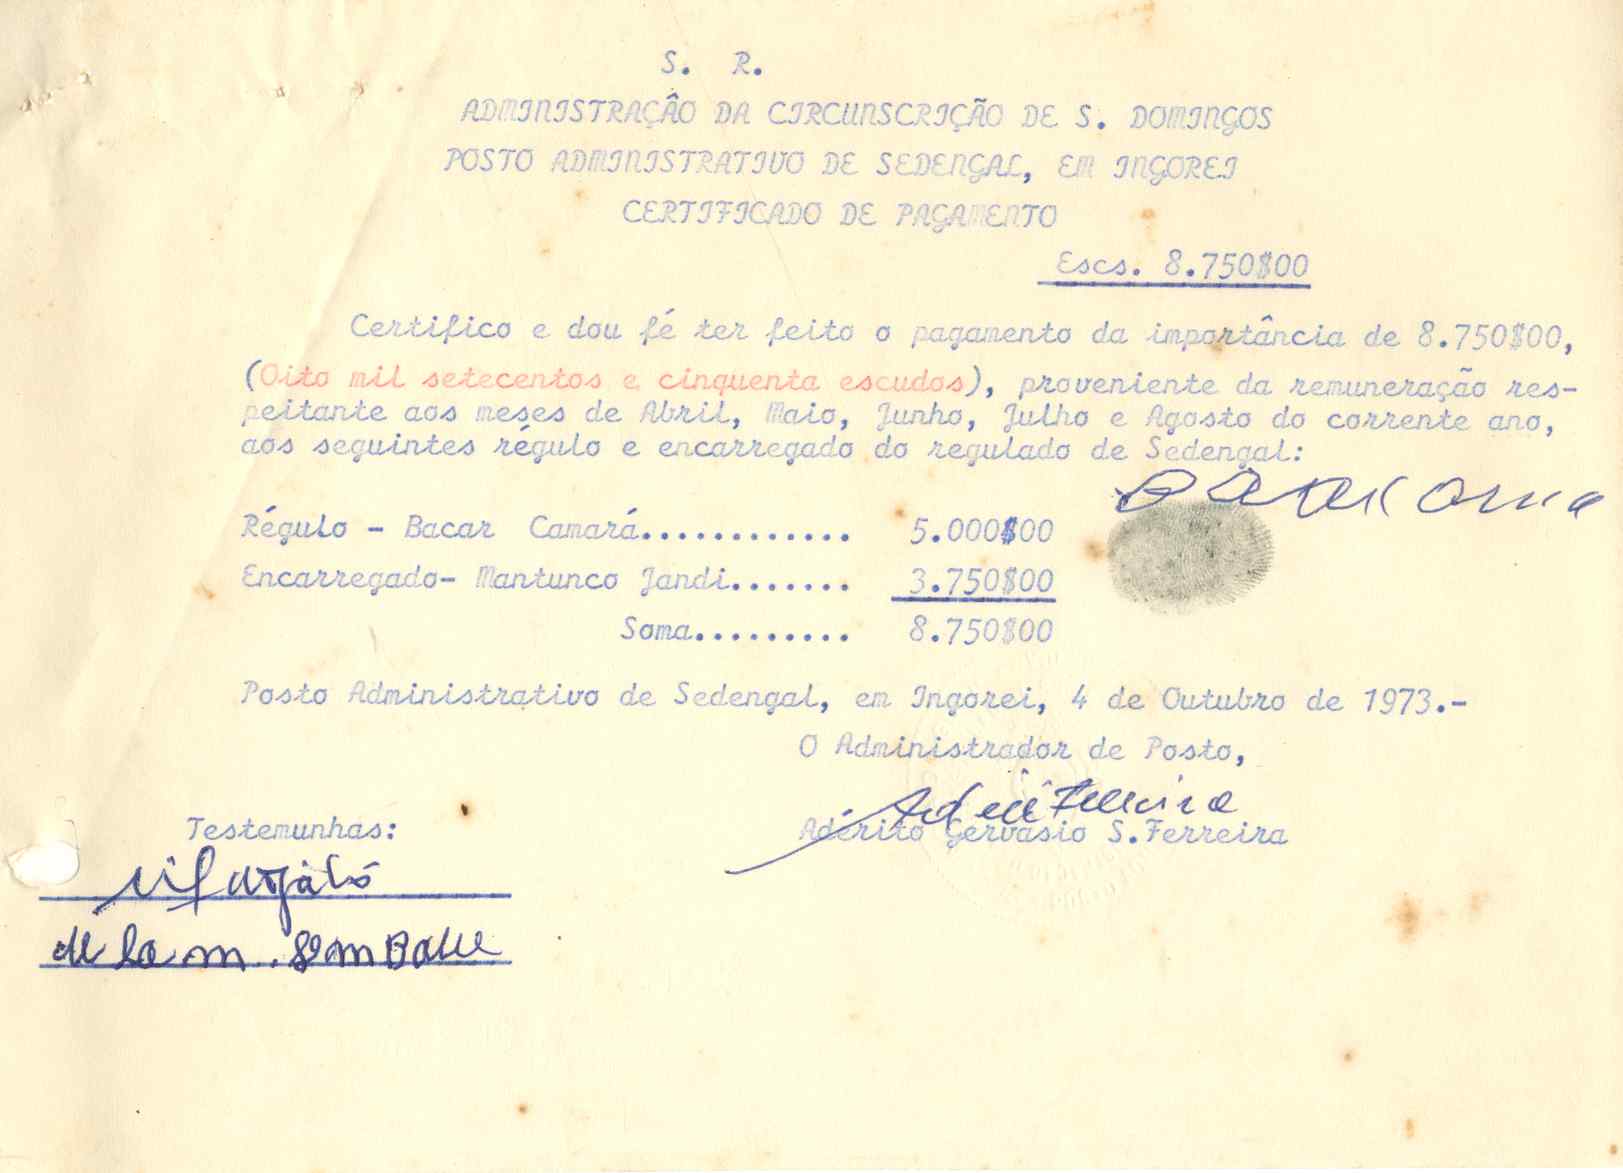 S. R.
ADMINISTRAÇÂO DA CIRCUNSCRIÇÃO DE S. DOMINGOS
POSTO ADMINISTRATIVO DE SEDENGAL, EM INGOREI
CERTIFICADO DE PAGAMENTO
Escs. 8.750$00
Certifico e dou fé ter feito o pagamento da importância de 8.750$00,
(Oito mil setecentos e cinquenta escudos), proveniente da remuneração res-
peitante aos meses de Abril, Maio, Junho, Julho e Agosto do corrente ano,
aos seguintes régulo e encarregado do regulado de Sedengal:
Régulo - Bacar Camará............. 5.000$00
Encarregado- Mantunco Jandi....... 3.750$00
Soma......... 8.750$00
Posto Administrativo de Sedengal, em Ingorei, 4 de Outubro de 1973.-
O Administrador de Posto,
Adérito Gervásio S.Ferreira
Testemunhas: